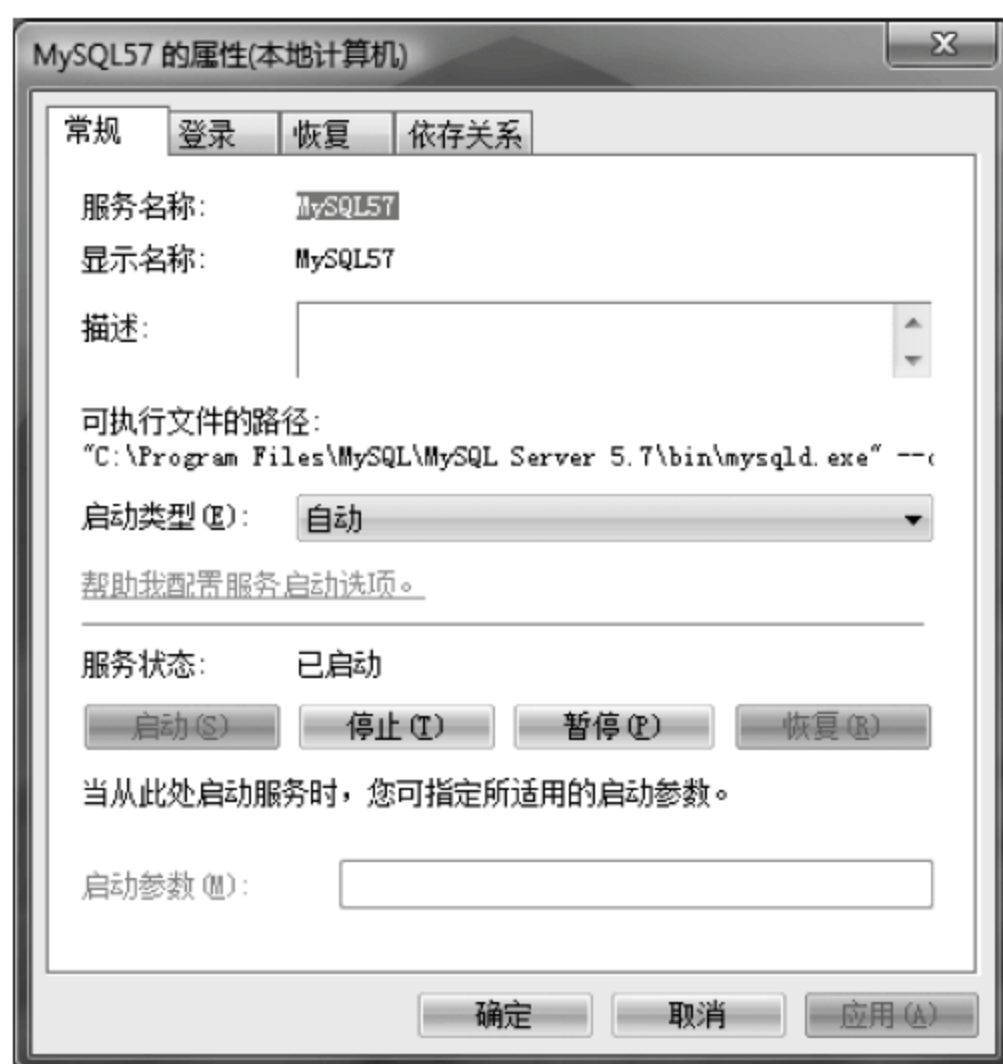 MySQL57 的属性(本地计算机)
常规 登录 恢复 依存关系
服务名称: MySQL57
显示名称: MySQL57
描述:
可执行文件的路径:
"C:\Program Files\MySQL\MySQL Server 5.7\bin\mysqld.exe" --
启动类型(E): 自动
帮助我配置服务启动选项。
服务状态: 已启动
启动(S) 停止(T) 暂停(P) 恢复(R)
当从此处启动服务时，您可指定所适用的启动参数。
启动参数(M):
确定 取消 应用(A)